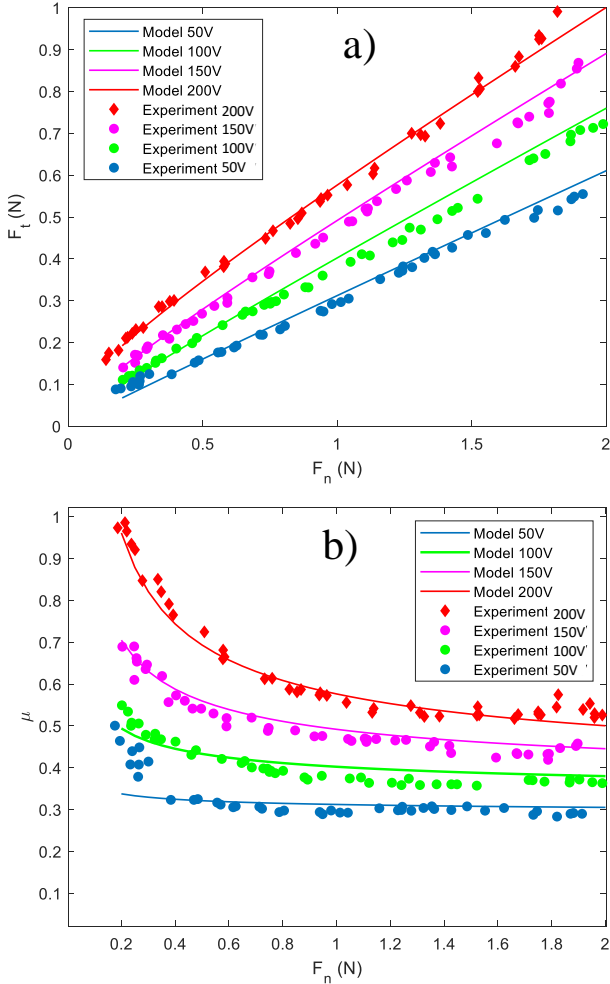 a)
Model 50V
Model 100V
Model 150V
Model 200V
Experiment 200V
Experiment 150V
Experiment 100V
Experiment 50V
1
0.9
0.8
0.7
0.6
0.5
0.4
0.3
0.2
0.1
0
Ft (N)
0 0.5 1 1.5 2
Fn (N)
b)
Model 50V
Model 100V
Model 150V
Model 200V
Experiment 200V
Experiment 150V
Experiment 100V
Experiment 50V
1
0.9
0.8
0.7
0.6
0.5
0.4
0.3
0.2
0.1
μ
0.2 0.4 0.6 0.8 1 1.2 1.4 1.6 1.8 2
Fn (N)